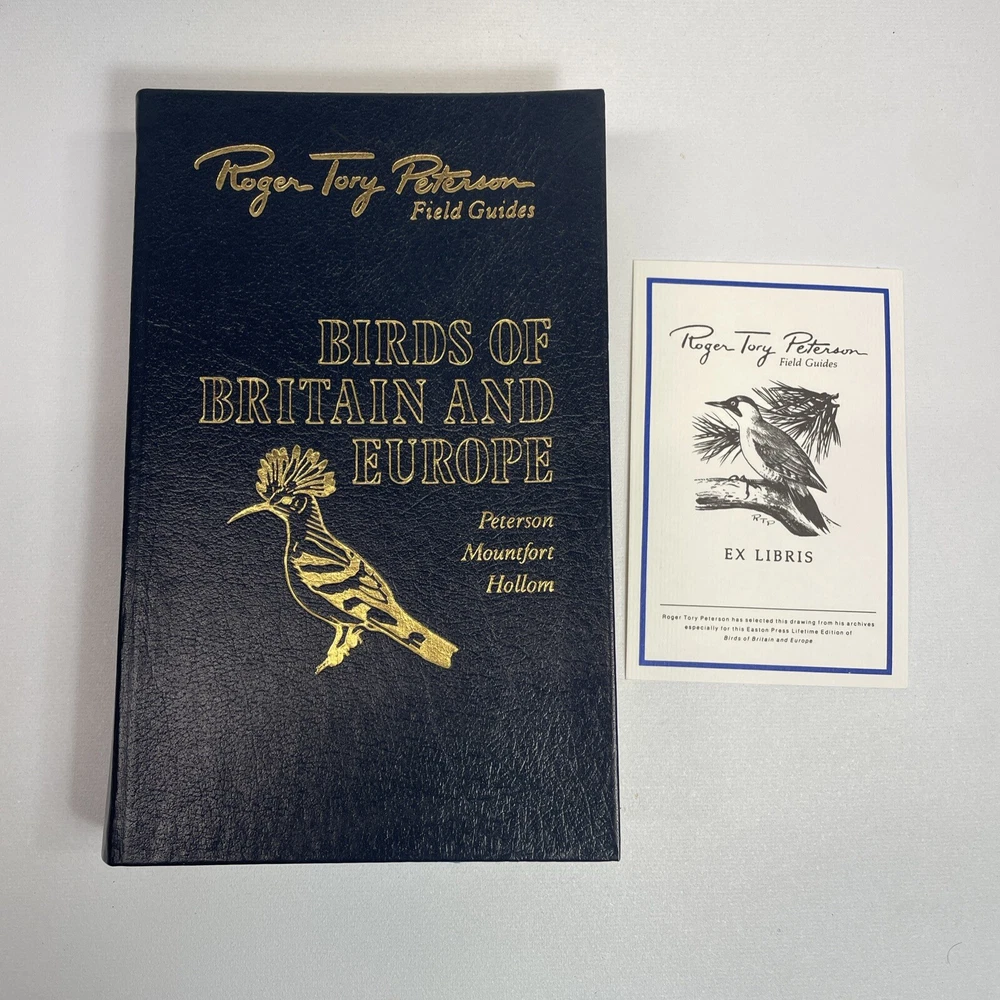 Roger Tory Peterson
Field Guides
BIRDS OF
BRITAIN AND
EUROPE
Peterson
Mountfort
Hollom
Roger Tory Peterson
Field Guides
RTP
EX LIBRIS
Roger Tory Peterson has selected this drawing from his archives
especially for this Easton Press Lifetime Edition of
Birds of Britain and Europe